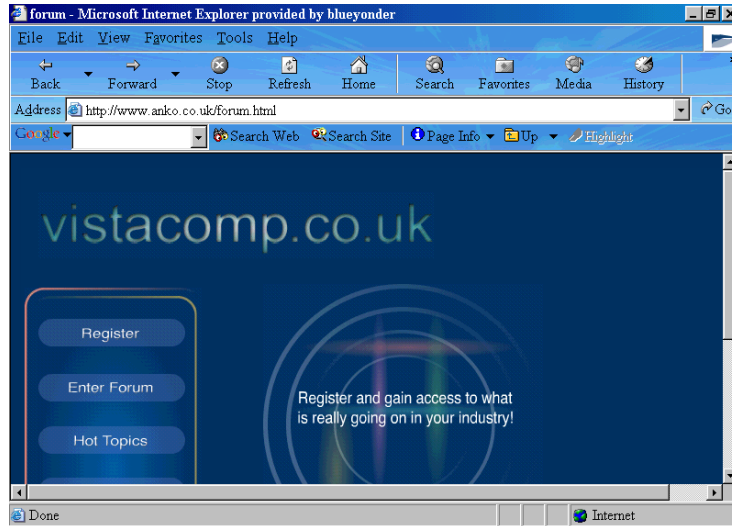 forum - Microsoft Internet Explorer provided by blueyonder
File Edit View Favorites Tools Help
Back Forward Stop Refresh Home Search Favorites Media History
Address http://www.anko.co.uk/forum.html Go
Google Search Web Search Site Page Info Up Highlight
vistacomp.co.uk
Register
Enter Forum
Hot Topics
Register and gain access to what
is really going on in your industry!
Done Internet